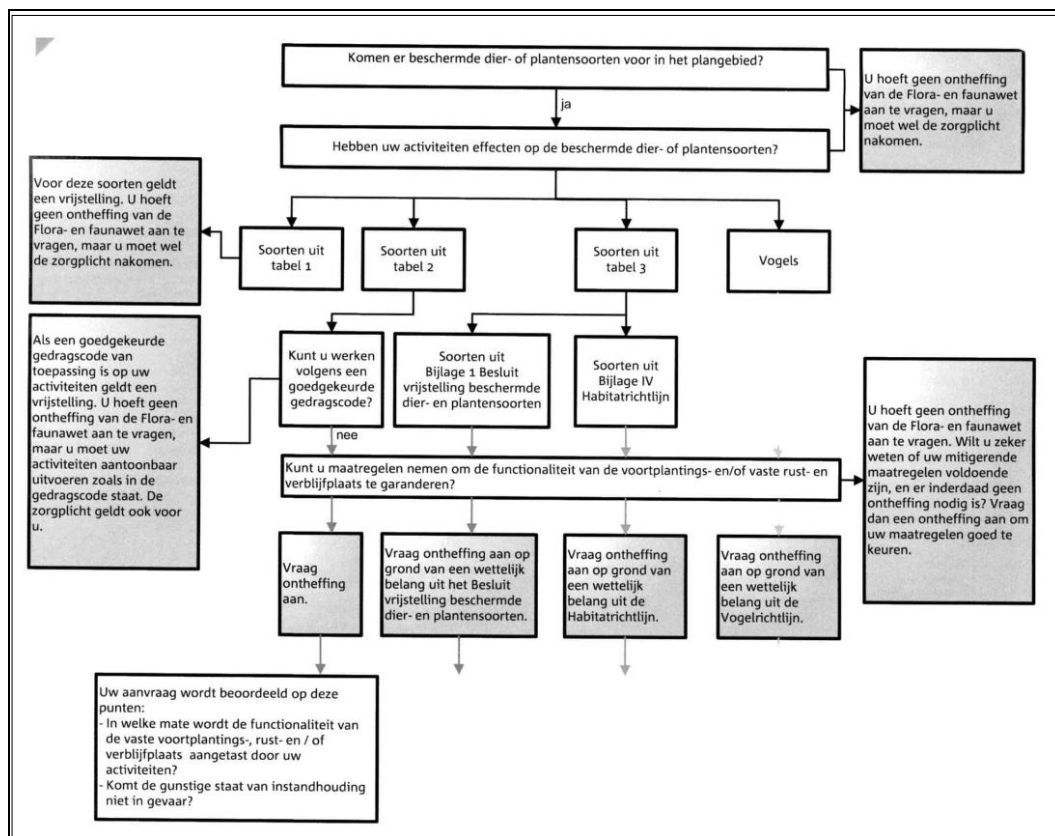 Komen er beschermde dier- of plantensoorten voor in het plangebied?
U hoeft geen ontheffing
van de Flora- en faunawet
aan te vragen, maar u
moet wel de zorgplicht
nakomen.
ja
Hebben uw activiteiten effecten op de beschermde dier- of plantensoorten?
Voor deze soorten geldt
een vrijstelling. U hoeft
geen ontheffing van de
Flora- en faunawet aan te
vragen, maar u moet wel
de zorgplicht nakomen.
Soorten uit
tabel 1
Soorten uit
tabel 2
Soorten uit
tabel 3
Vogels
Als een goedgekeurde
gedragscode van
toepassing is op uw
activiteiten geldt een
vrijstelling. U hoeft geen
ontheffing van de Flora- en
faunawet aan te vragen,
maar u moet uw
activiteiten aantoonbaar
uitvoeren zoals in de
gedragscode staat. De
zorgplicht geldt ook voor
u.
Kunt u werken
volgens een
goedgekeurde
gedragscode?
Soorten uit
Bijlage 1 Besluit
vrijstelling beschermde
dier- en plantensoorten
Soorten uit
Bijlage IV
Habitatrichtlijn
nee
Kunt u maatregelen nemen om de functionaliteit van de voortplantings- en/of vaste rust- en
verblijfplaats te garanderen?
U hoeft geen ontheffing
van de Flora- en faunawet
aan te vragen. Wilt u zeker
weten of uw mitigerende
maatregelen voldoende
zijn, en er inderdaad geen
ontheffing nodig is? Vraag
dan een ontheffing aan om
uw maatregelen goed te
keuren.
Vraag
ontheffing
aan.
Vraag ontheffing aan op
grond van een wettelijk
belang uit het Besluit
vrijstelling beschermde
dier- en plantensoorten.
Vraag ontheffing
aan op grond van
een wettelijk
belang uit de
Habitatrichtlijn.
Vraag ontheffing
aan op grond van
een wettelijk
belang uit de
Vogelrichtlijn.
Uw aanvraag wordt beoordeeld op deze
punten:
- In welke mate wordt de functionaliteit van
de vaste voortplantings-, rust- en / of
verblijfplaats aangetast door uw
activiteiten?
- Komt de gunstige staat van instandhouding
niet in gevaar?